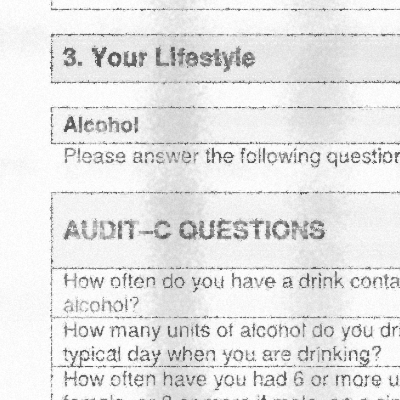 3. Your Lifestyle
Alcohol
Please answer the following question
AUDIT–C QUESTIONS
How often do you have a drink conta
alcohol?
How many units of alcohol do you dri
typical day when you are drinking?
How often have you had 6 or more u